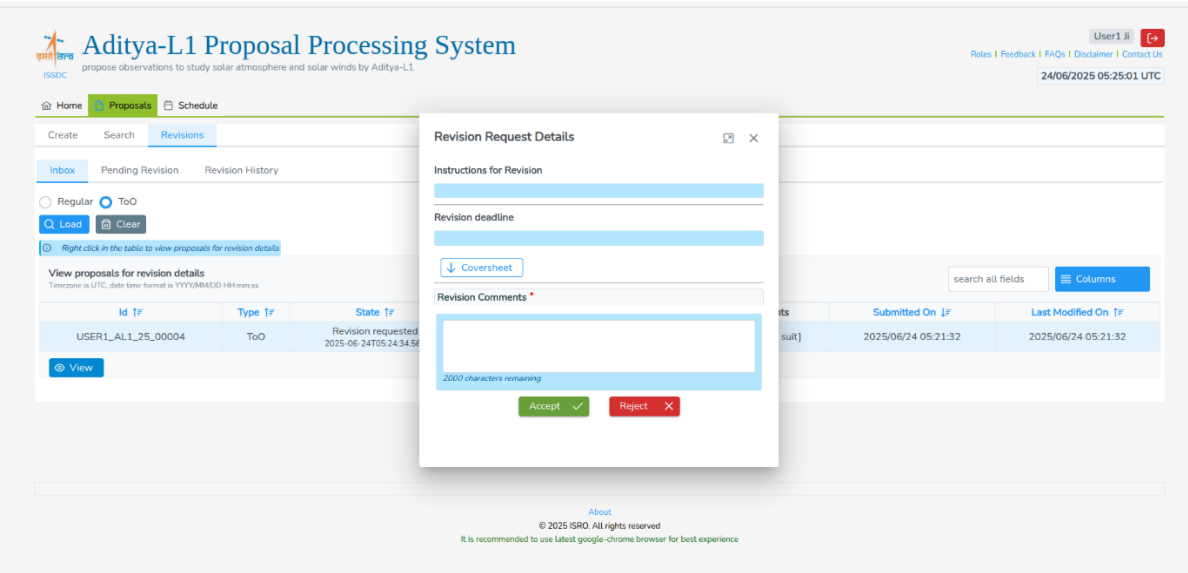 Aditya-L1 Proposal Processing System
propose observations to study solar atmosphere and solar winds by Aditya-L1
इसरो isro
ISSDC
User1 Ji
Roles | Feedback | FAQs | Disclaimer | Contact Us
24/06/2025 05:25:01 UTC
Home Proposals Schedule
Create Search Revisions
Inbox Pending Revision Revision History
Regular ToO
Load Clear
Right click in the table to view proposals for revision details
View proposals for revision details
Timezone is UTC, date time format is YYYY/MM/DD HH:mm:ss
search all fields Columns
Id Type State ts Submitted On Last Modified On
USER1_AL1_25_00004 ToO Revision requested suit] 2025/06/24 05:21:32 2025/06/24 05:21:32
2025-06-24T05:24:34.56
View
Revision Request Details
Instructions for Revision
Revision deadline
Coversheet
Revision Comments *
2000 characters remaining
Accept Reject
About
© 2025 ISRO. All rights reserved
It is recommended to use latest google-chrome browser for best experience